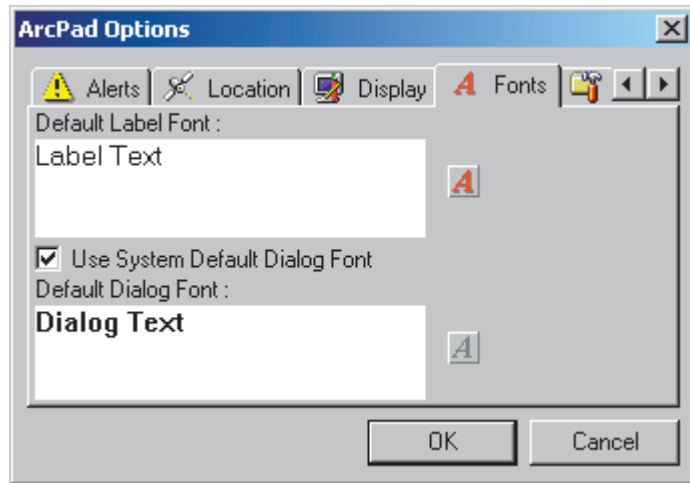 ArcPad Options
Alerts Location Display A Fonts
Default Label Font :
Label Text
A
Use System Default Dialog Font
Default Dialog Font :
Dialog Text
A
OK Cancel